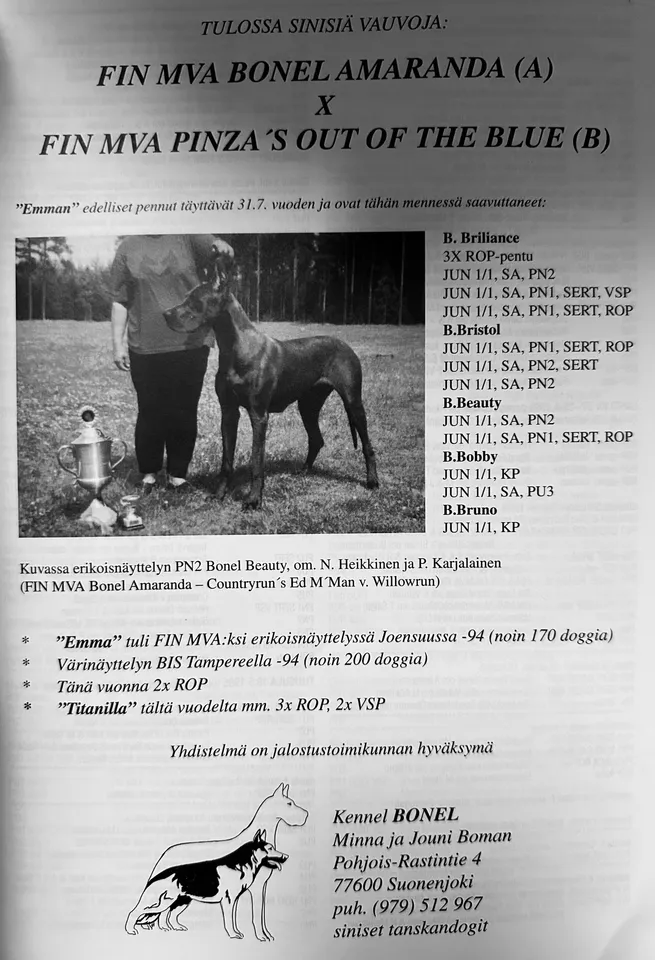 TULOSSA SINISIÄ VAUVOJA:
FIN MVA BONEL AMARANDA (A)
X
FIN MVA PINZA´S OUT OF THE BLUE (B)
"Emman" edelliset pennut täyttävät 31.7. vuoden ja ovat tähän mennessä saavuttaneet:
B. Briliance
3X ROP-pentu
JUN 1/1, SA, PN2
JUN 1/1, SA, PN1, SERT, VSP
JUN 1/1, SA, PN1, SERT, ROP
B.Bristol
JUN 1/1, SA, PN1, SERT, ROP
JUN 1/1, SA, PN2, SERT
JUN 1/1, SA, PN2
B.Beauty
JUN 1/1, SA, PN2
JUN 1/1, SA, PN1, SERT, ROP
B.Bobby
JUN 1/1, KP
JUN 1/1, SA, PU3
B.Bruno
JUN 1/1, KP
Kuvassa erikoisnäyttelyn PN2 Bonel Beauty, om. N. Heikkinen ja P. Karjalainen
(FIN MVA Bonel Amaranda – Countryrun´s Ed M´Man v. Willowrun)
* "Emma" tuli FIN MVA:ksi erikoisnäyttelyssä Joensuussa -94 (noin 170 doggia)
* Värinäyttelyn BIS Tampereella -94 (noin 200 doggia)
* Tänä vuonna 2x ROP
* "Titanilla" tältä vuodelta mm. 3x ROP, 2x VSP
Yhdistelmä on jalostustoimikunnan hyväksymä
Kennel BONEL
Minna ja Jouni Boman
Pohjois-Rastintie 4
77600 Suonenjoki
puh. (979) 512 967
siniset tanskandogit